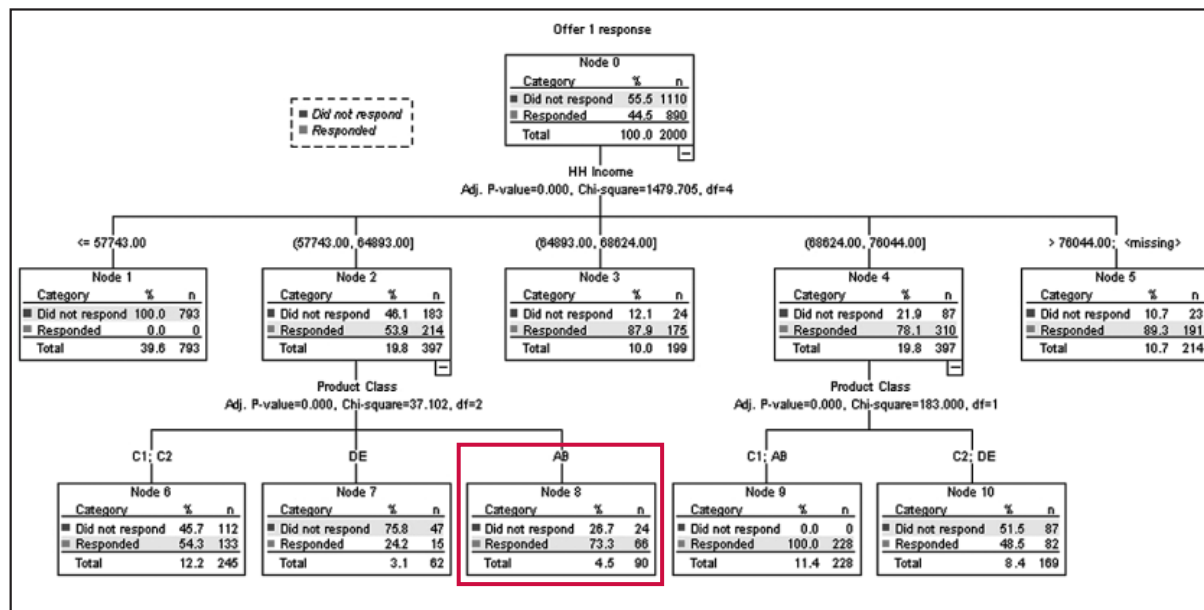 Offer 1 response
Node 0
Category % n
Did not respond 55.5 1110
Responded 44.5 890
Total 100.0 2000
Did not respond
Responded
HH Income
Adj. P-value=0.000, Chi-square=1479.705, df=4
<= 57743.00 (57743.00, 64893.00] (64893.00, 68624.00] (68624.00, 76044.00] > 76044.00; <missing>
Node 1
Category % n
Did not respond 100.0 793
Responded 0.0 0
Total 39.6 793
Node 2
Category % n
Did not respond 46.1 183
Responded 53.9 214
Total 19.8 397
Node 3
Category % n
Did not respond 12.1 24
Responded 87.9 175
Total 10.0 199
Node 4
Category % n
Did not respond 21.9 87
Responded 78.1 310
Total 19.8 397
Node 5
Category % n
Did not respond 10.7 23
Responded 89.3 191
Total 10.7 214
Product Class
Adj. P-value=0.000, Chi-square=37.102, df=2
Product Class
Adj. P-value=0.000, Chi-square=183.000, df=1
C1; C2 DE AB C1; AB C2; DE
Node 6
Category % n
Did not respond 45.7 112
Responded 54.3 133
Total 12.2 245
Node 7
Category % n
Did not respond 75.8 47
Responded 24.2 15
Total 3.1 62
Node 8
Category % n
Did not respond 26.7 24
Responded 73.3 66
Total 4.5 90
Node 9
Category % n
Did not respond 0.0 0
Responded 100.0 228
Total 11.4 228
Node 10
Category % n
Did not respond 51.5 87
Responded 48.5 82
Total 8.4 169